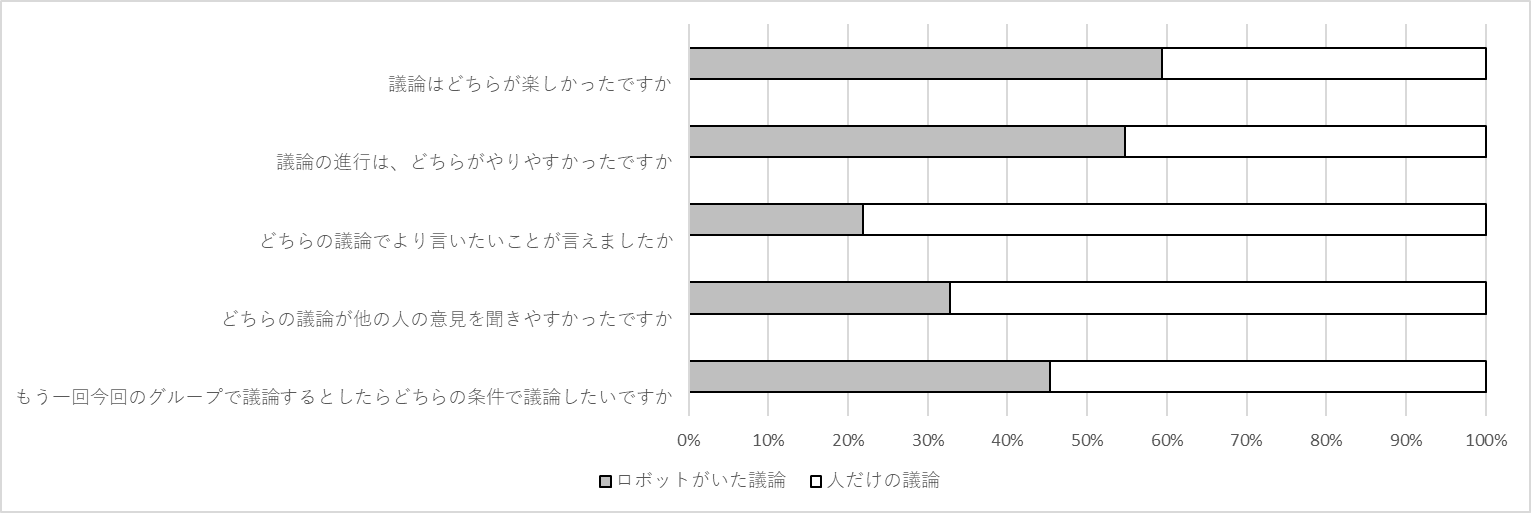 議論はどちらが楽しかったですか
議論の進行は、どちらがやりやすかったですか
どちらの議論でより言いたいことが言えましたか
どちらの議論が他の人の意見を聞きやすかったですか
もう一回今回のグループで議論するとしたらどちらの条件で議論したいですか
0% 10% 20% 30% 40% 50% 60% 70% 80% 90% 100%
ロボットがいた議論 人だけの議論